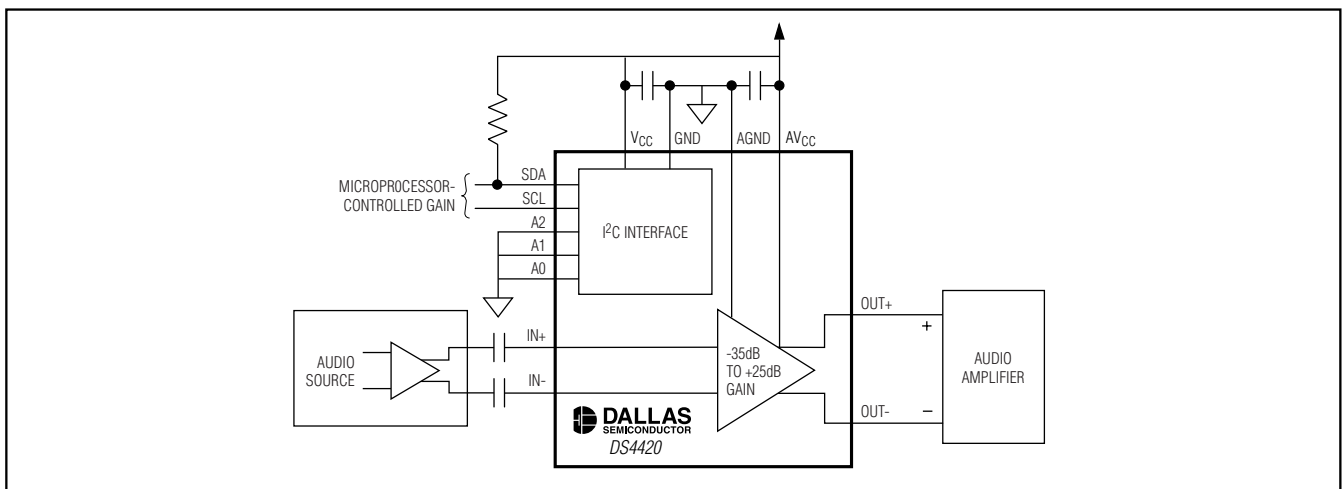 VCC
GND
AGND
AVCC
MICROPROCESSOR-
CONTROLLED GAIN
SDA
SCL
A2
A1
A0
I2C INTERFACE
AUDIO
SOURCE
IN+
IN-
-35dB
TO +25dB
GAIN
OUT+
OUT-
+
−
AUDIO
AMPLIFIER
DALLAS
SEMICONDUCTOR
DS4420